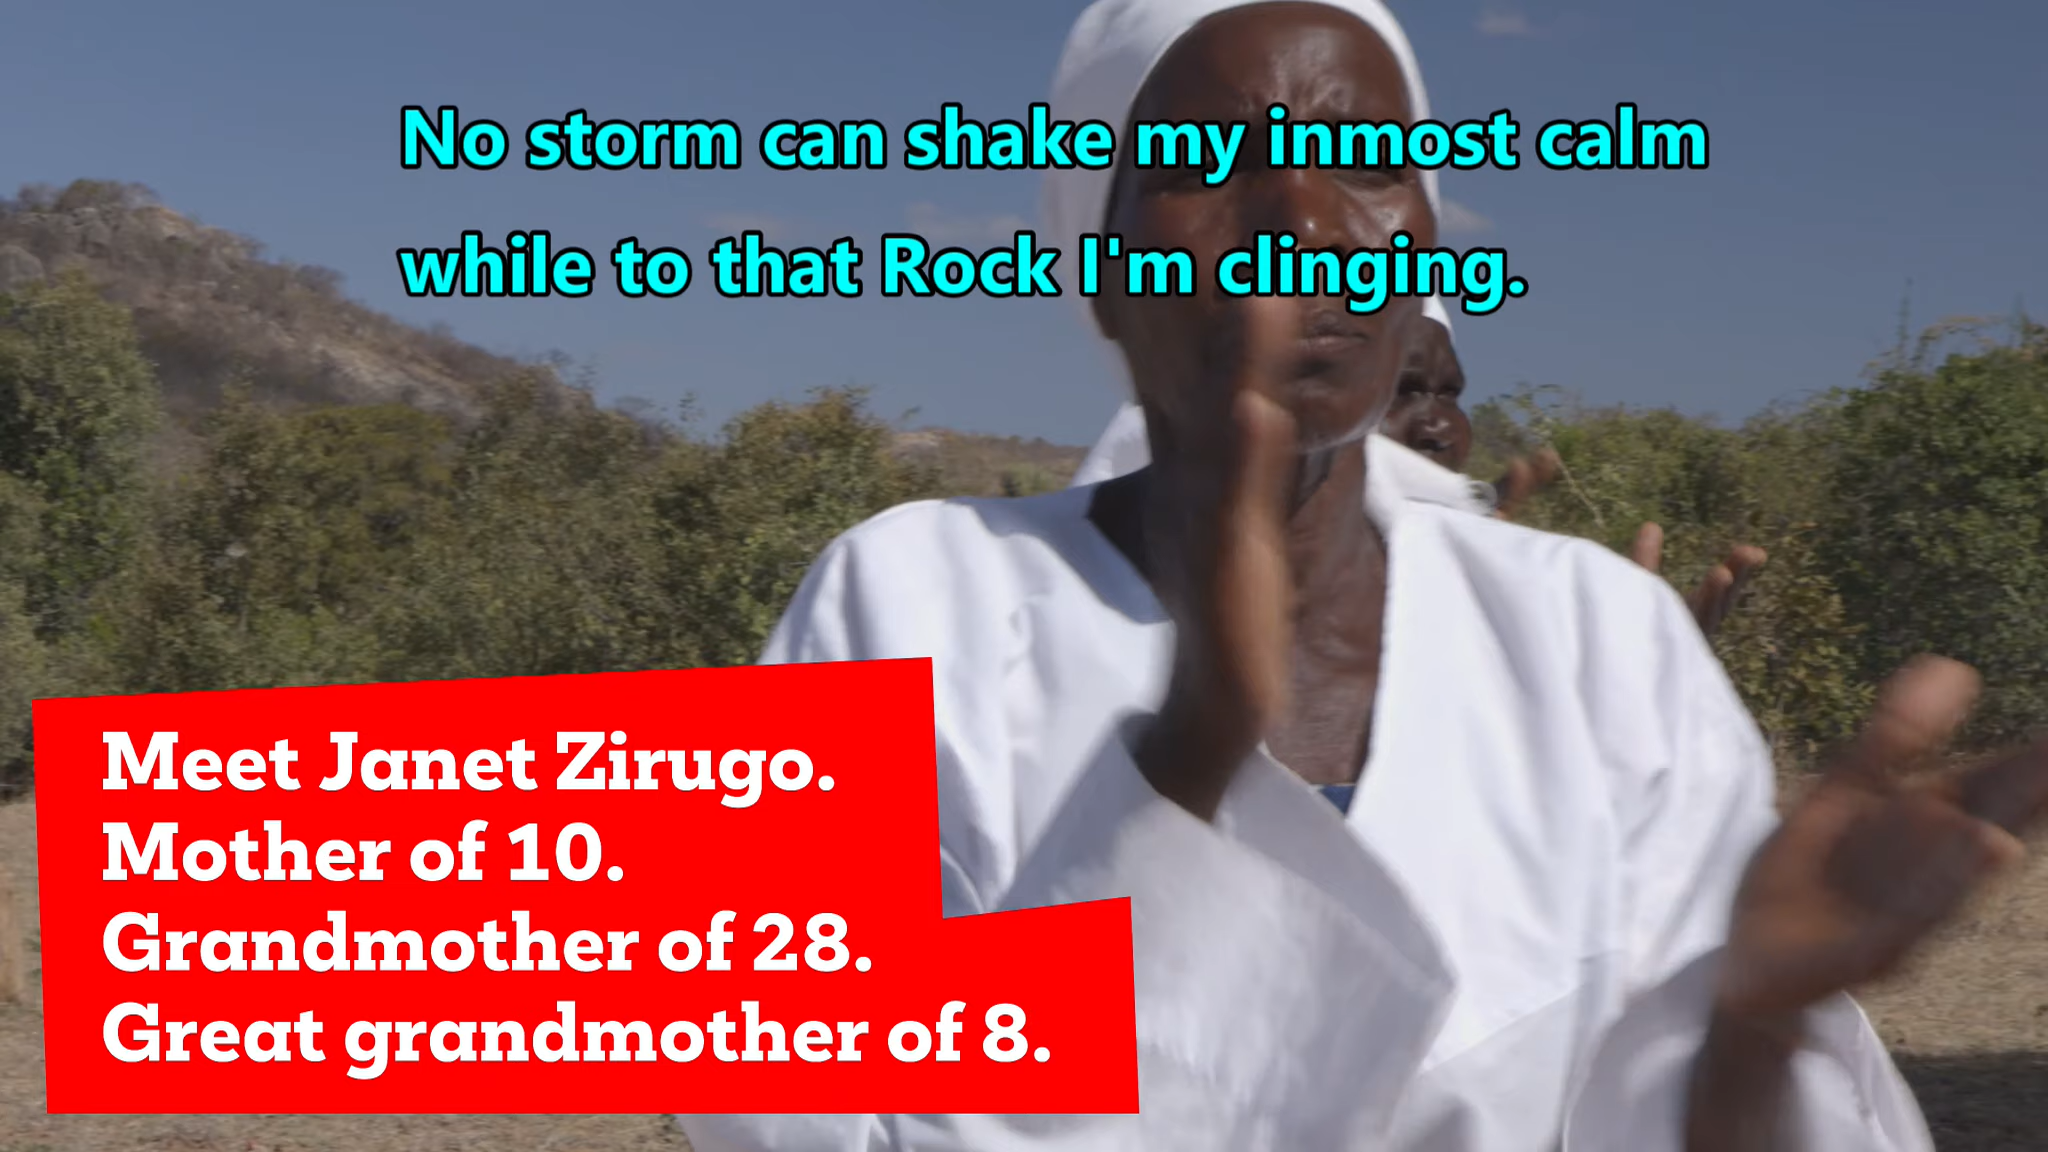 No storm can shake my inmost calm
while to that Rock I'm clinging.
Meet Janet Zirugo.
Mother of 10.
Grandmother of 28.
Great grandmother of 8.